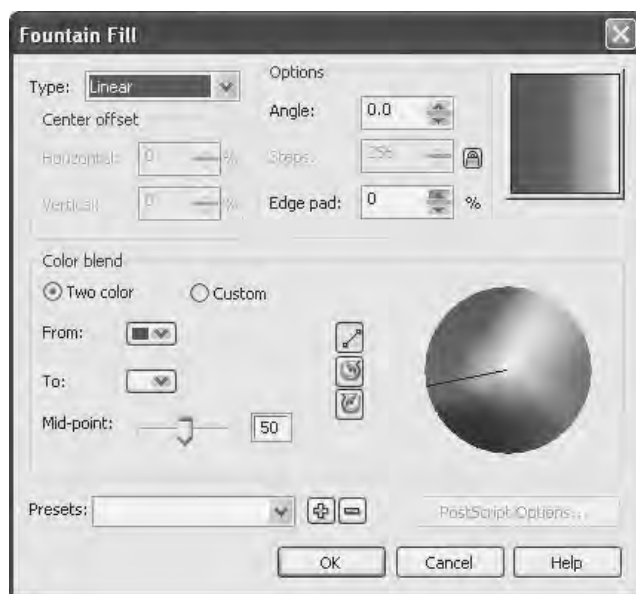 Fountain Fill
Type: Linear
Options
Center offset
Angle: 0.0
Horizontal: 0 %
Steps: 256
Vertical: 0 %
Edge pad: 0 %
Color blend
Two color Custom
From:
To:
Mid-point: 50
Presets:
PostScript Options...
OK Cancel Help